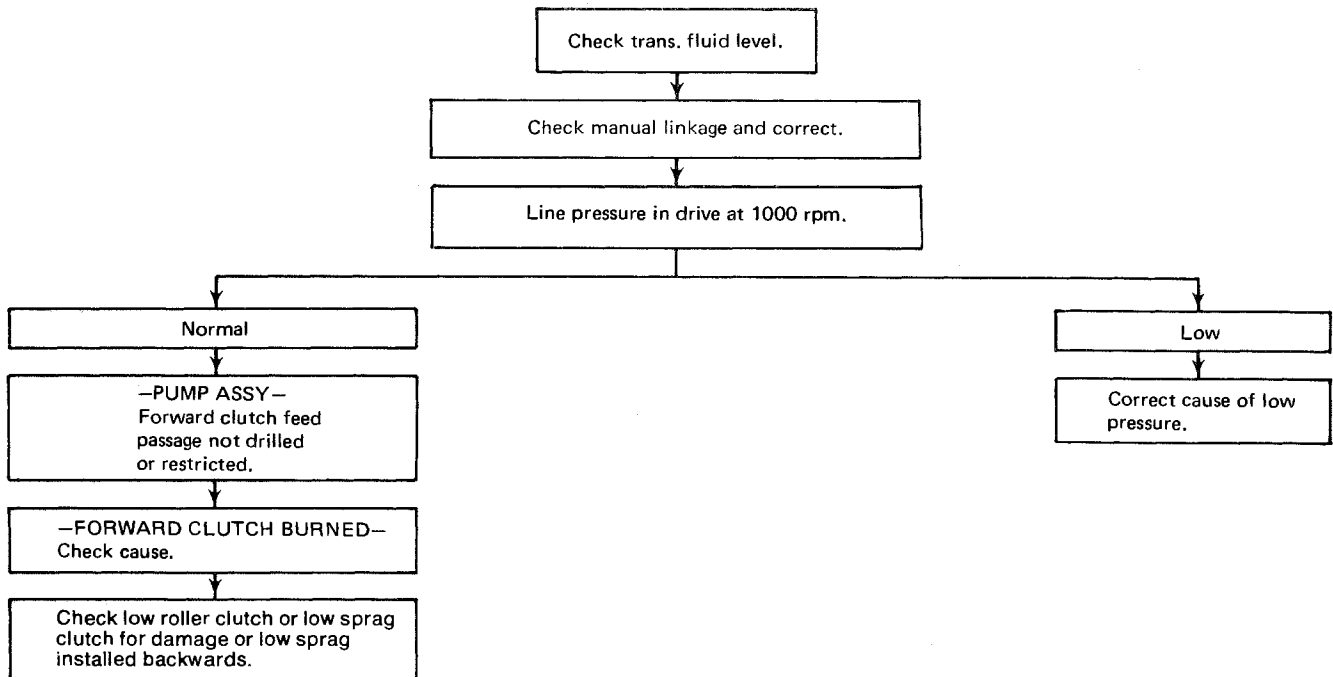 Check trans. fluid level.
Check manual linkage and correct.
Line pressure in drive at 1000 rpm.
Normal
—PUMP ASSY—
Forward clutch feed
passage not drilled
or restricted.
—FORWARD CLUTCH BURNED—
Check cause.
Check low roller clutch or low sprag
clutch for damage or low sprag
installed backwards.
Low
Correct cause of low
pressure.